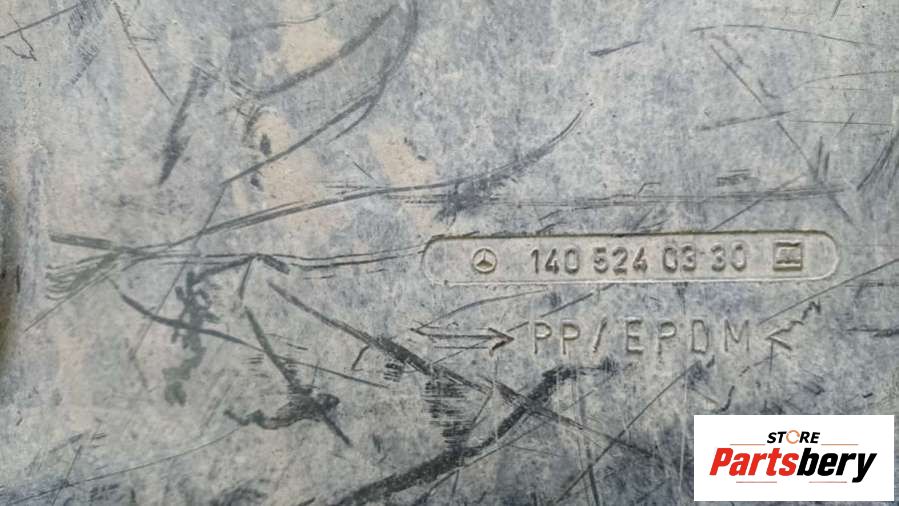 140 524 03 30
>PP/EPDM<
STORE
Partsbery